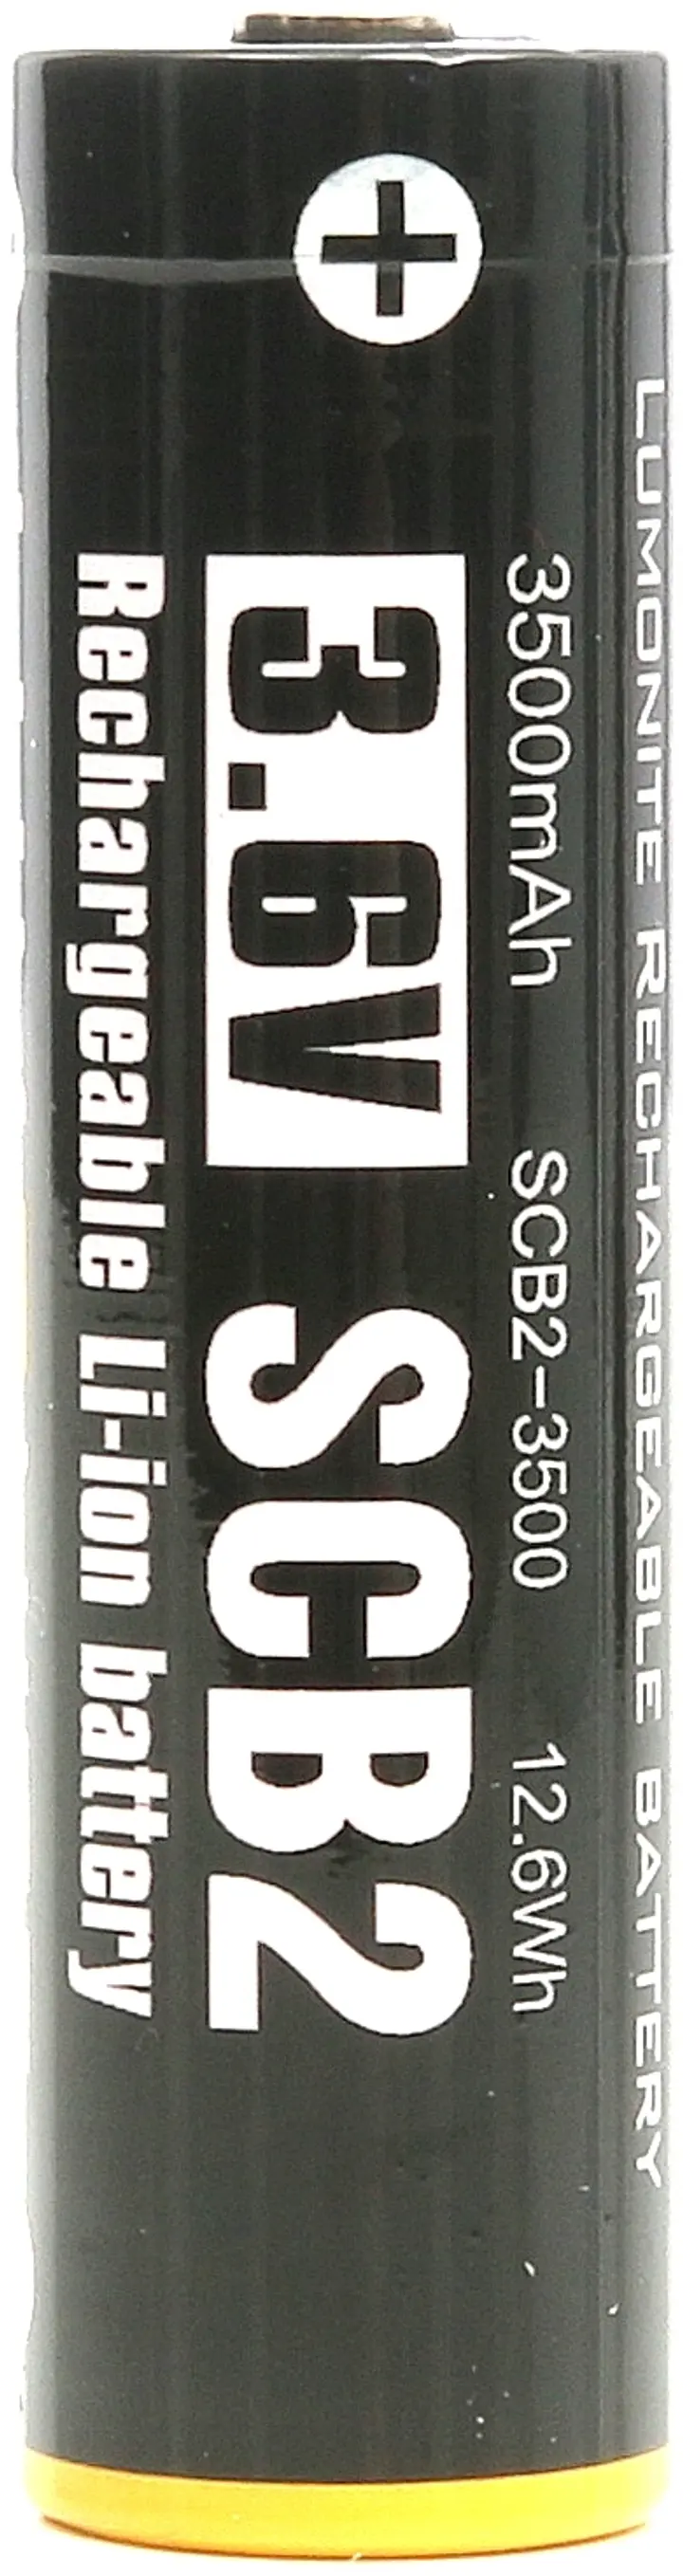 LUMONITE RECHARGEABLE BATTERY
3500mAh SCB2-3500 12.6Wh
3.6V SCB2
Rechargeable Li-ion battery